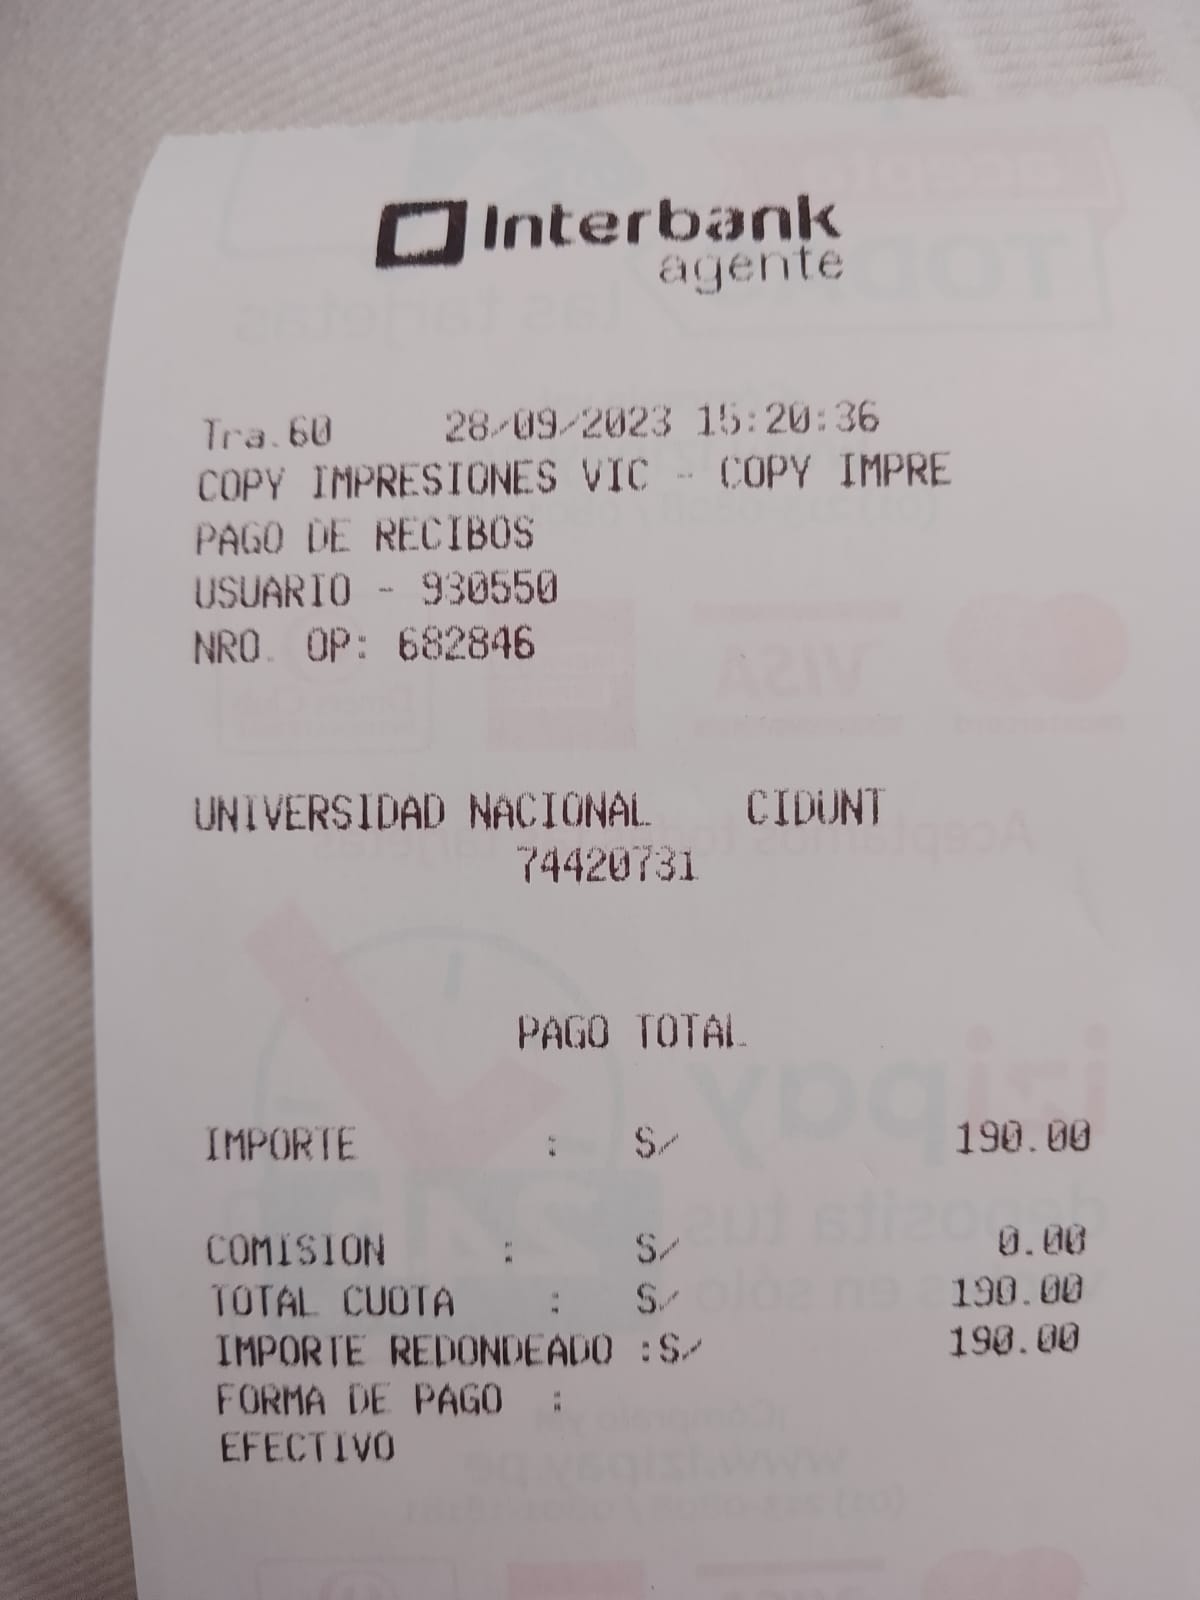 Interbank
agente
Tra.60 28/09/2023 15:20:36
COPY IMPRESIONES VIC - COPY IMPRE
PAGO DE RECIBOS
USUARIO - 930550
NRO. OP: 682846
UNIVERSIDAD NACIONAL CIDUNT
74420731
PAGO TOTAL
IMPORTE : S/ 190.00
COMISION : S/ 0.00
TOTAL CUOTA : S/ 190.00
IMPORTE REDONDEADO :S/ 190.00
FORMA DE PAGO :
EFECTIVO